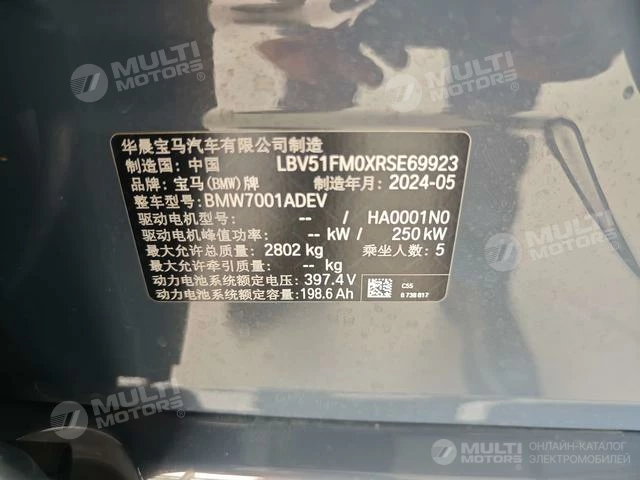 华晨宝马汽车有限公司制造
制造国：中国 LBV51FM0XRSE69923
品牌：宝马(BMW)牌 制造年月：2024-05
整车型号：BMW7001ADEV
驱动电机型号： -- / HA0001N0
驱动电机峰值功率： -- kW / 250 kW
最大允许总质量：2802 kg 乘坐人数：5
最大允许牵引质量： -- kg
动力电池系统额定电压：397.4 V
动力电池系统额定容量：198.6 Ah
C55
0 738 817
MULTI
MOTORS
MULTI
MOTORS
MULTI
MOTORS
MULTI
MOTORS
MULTI
MOTORS
ОНЛАЙН-КАТАЛОГ
ЭЛЕКТРОМОБИЛЕЙ